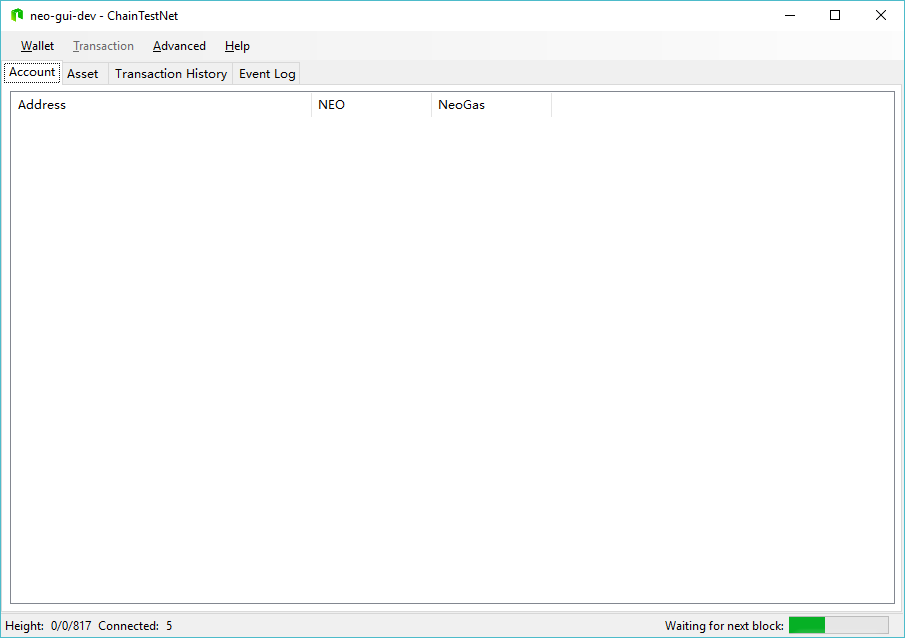 neo-gui-dev - ChainTestNet
Wallet Transaction Advanced Help
Account Asset Transaction History Event Log
Address NEO NeoGas
Height: 0/0/817 Connected: 5 Waiting for next block: